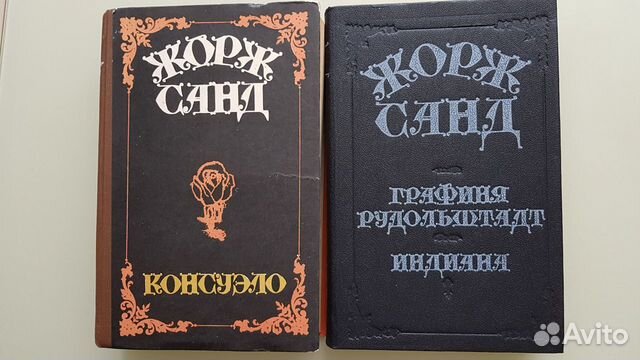 ЖОРЖ
САНД
КОНСУЭЛО
ЖОРЖ
САНД
ГРАФИНЯ
РУДОЛЬШТАДТ
ИНДИАНА
Avito